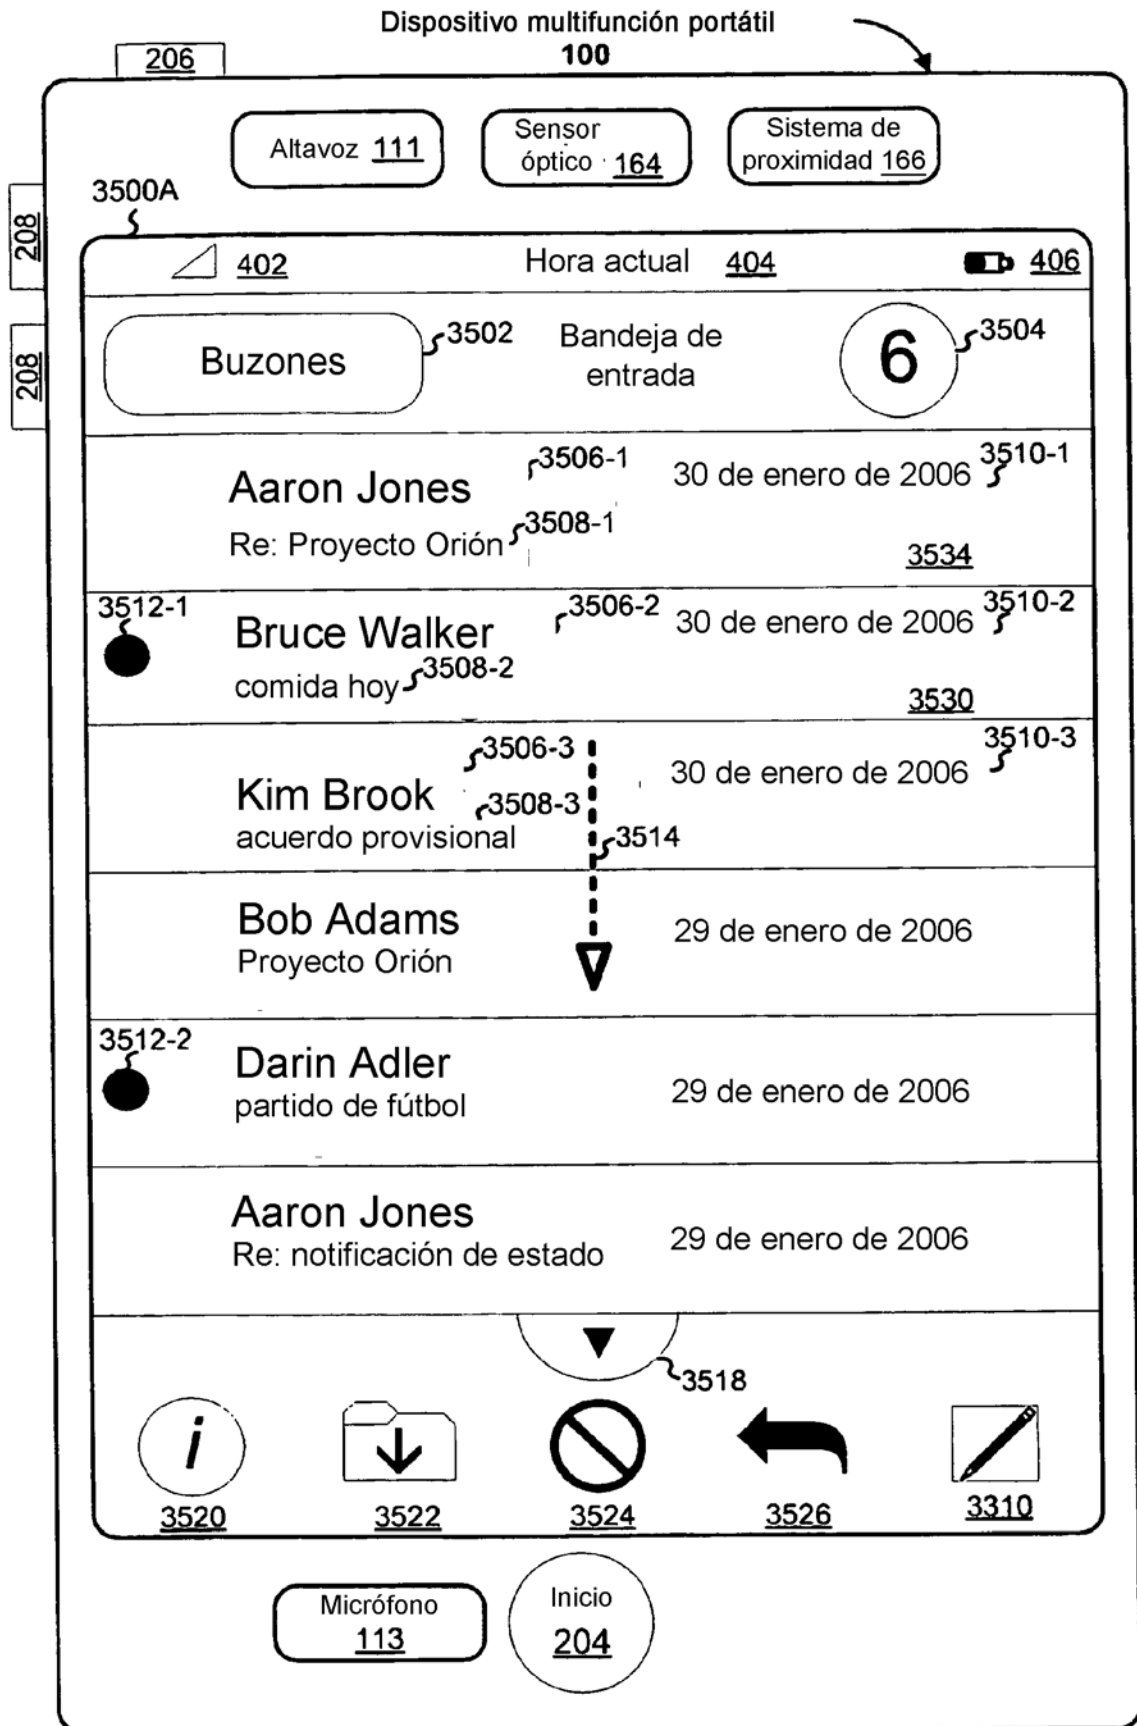 Dispositivo multifunción portátil
100
206
Altavoz 111
Sensor
óptico 164
Sistema de
proximidad 166
3500A
208
208
402
Hora actual 404
406
Buzones
3502
Bandeja de
entrada
6
3504
Aaron Jones
3506-1
30 de enero de 2006
3510-1
Re: Proyecto Orión
3508-1
3534
3512-1
Bruce Walker
3506-2
30 de enero de 2006
3510-2
comida hoy
3508-2
3530
3506-3
3510-3
Kim Brook
30 de enero de 2006
3508-3
acuerdo provisional
3514
Bob Adams
29 de enero de 2006
Proyecto Orión
3512-2
Darin Adler
partido de fútbol
29 de enero de 2006
Aaron Jones
Re: notificación de estado
29 de enero de 2006
3518
i
3520
3522
3524
3526
3310
Micrófono
113
Inicio
204